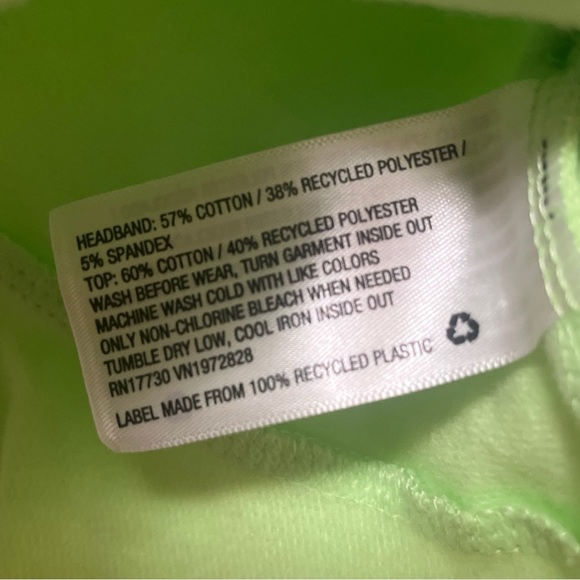 HEADBAND: 57% COTTON / 38% RECYCLED POLYESTER /
5% SPANDEX
TOP: 60% COTTON / 40% RECYCLED POLYESTER
WASH BEFORE WEAR, TURN GARMENT INSIDE OUT
MACHINE WASH COLD WITH LIKE COLORS
ONLY NON-CHLORINE BLEACH WHEN NEEDED
TUMBLE DRY LOW, COOL IRON INSIDE OUT
RN17730 VN1972828
LABEL MADE FROM 100% RECYCLED PLASTIC